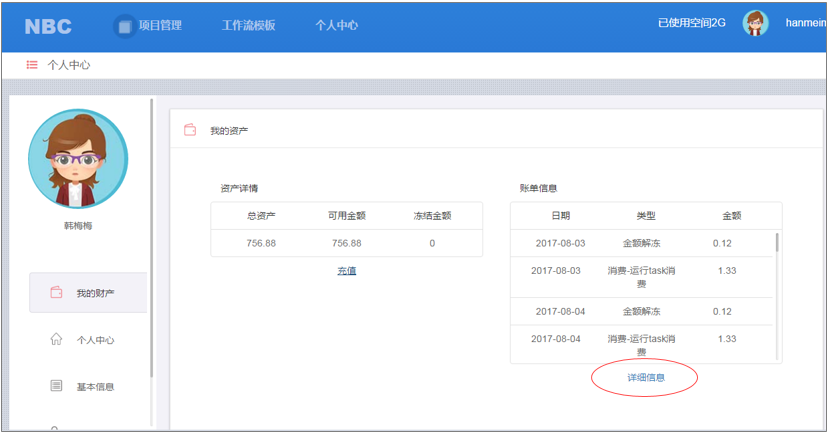 NBC 项目管理 工作流模板 个人中心 已使用空间2G hanmein
个人中心
韩梅梅
我的财产
个人中心
基本信息
我的资产
资产详情
总资产 可用金额 冻结金额
756.88 756.88 0
充值
账单信息
日期 类型 金额
2017-08-03 金额解冻 0.12
2017-08-03 消费-运行task消 1.33
费
2017-08-04 金额解冻 0.12
2017-08-04 消费-运行task消 1.33
费
详细信息